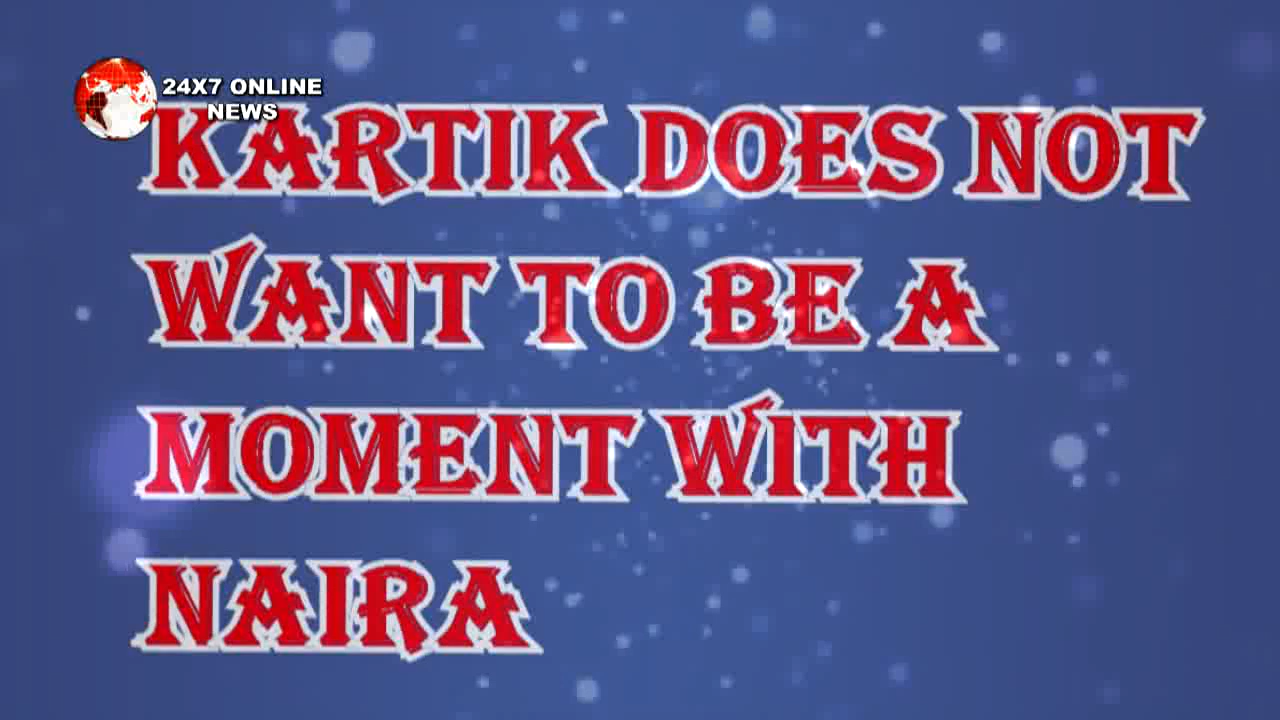 24X7 ONLINE
NEWS
KARTIK DOES NOT
WANT TO BE A
MOMENT WITH
NAIRA